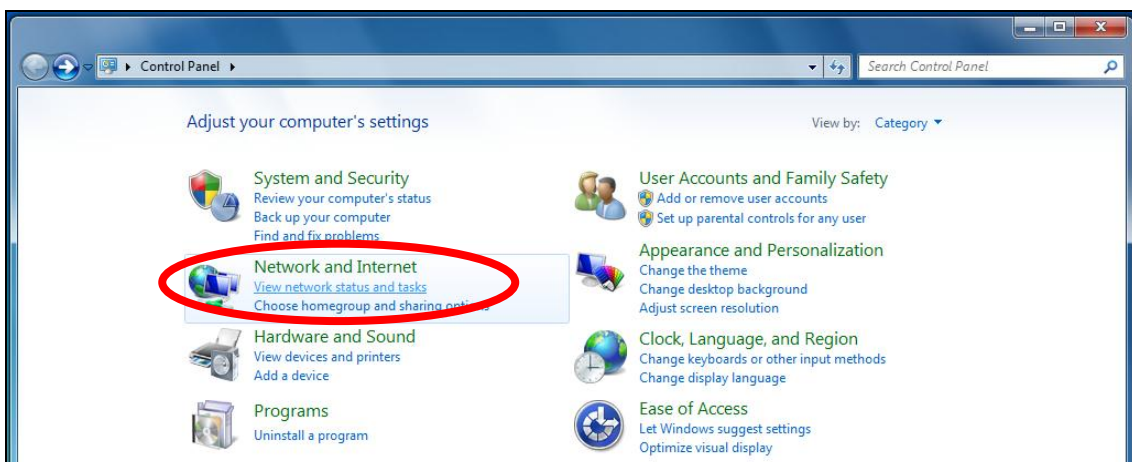 Control Panel
Search Control Panel
Adjust your computer's settings
View by: Category
System and Security
Review your computer's status
Back up your computer
Find and fix problems
Network and Internet
View network status and tasks
Choose homegroup and sharing options
Hardware and Sound
View devices and printers
Add a device
Programs
Uninstall a program
User Accounts and Family Safety
Add or remove user accounts
Set up parental controls for any user
Appearance and Personalization
Change the theme
Change desktop background
Adjust screen resolution
Clock, Language, and Region
Change keyboards or other input methods
Change display language
Ease of Access
Let Windows suggest settings
Optimize visual display